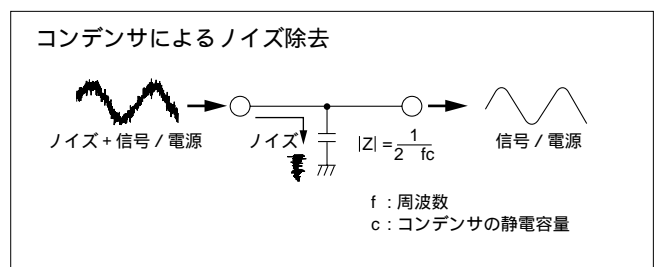 コンデンサによるノイズ除去
ノイズ+信号/電源
ノイズ
|Z| = 1
2 fc
信号/電源
f : 周波数
c : コンデンサの静電容量